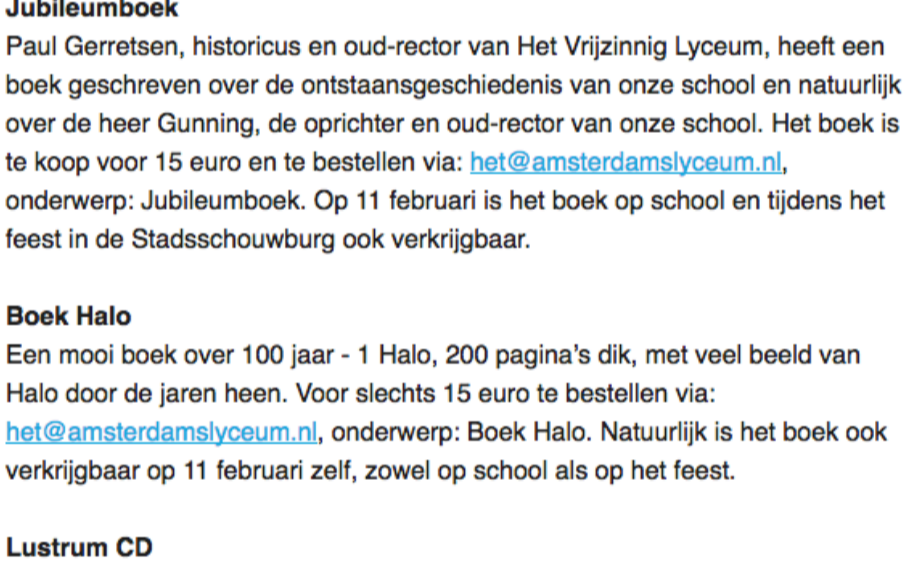 Jubileumboek
Paul Gerretsen, historicus en oud-rector van Het Vrijzinnig Lyceum, heeft een
boek geschreven over de ontstaansgeschiedenis van onze school en natuurlijk
over de heer Gunning, de oprichter en oud-rector van onze school. Het boek is
te koop voor 15 euro en te bestellen via: het@amsterdamslyceum.nl,
onderwerp: Jubileumboek. Op 11 februari is het boek op school en tijdens het
feest in de Stadsschouwburg ook verkrijgbaar.
Boek Halo
Een mooi boek over 100 jaar - 1 Halo, 200 pagina's dik, met veel beeld van
Halo door de jaren heen. Voor slechts 15 euro te bestellen via:
het@amsterdamslyceum.nl, onderwerp: Boek Halo. Natuurlijk is het boek ook
verkrijgbaar op 11 februari zelf, zowel op school als op het feest.
Lustrum CD